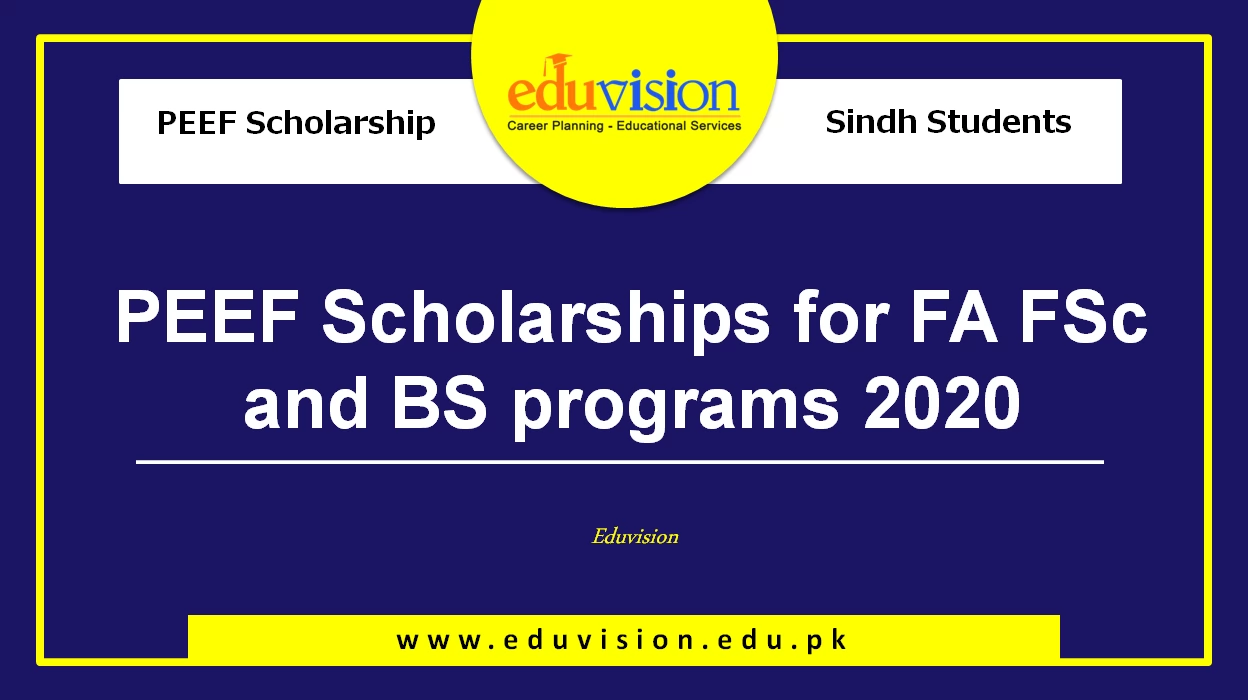 PEEF Scholarship
eduvision
Career Planning - Educational Services
Sindh Students
PEEF Scholarships for FA FSc
and BS programs 2020
Eduvision
www.eduvision.edu.pk